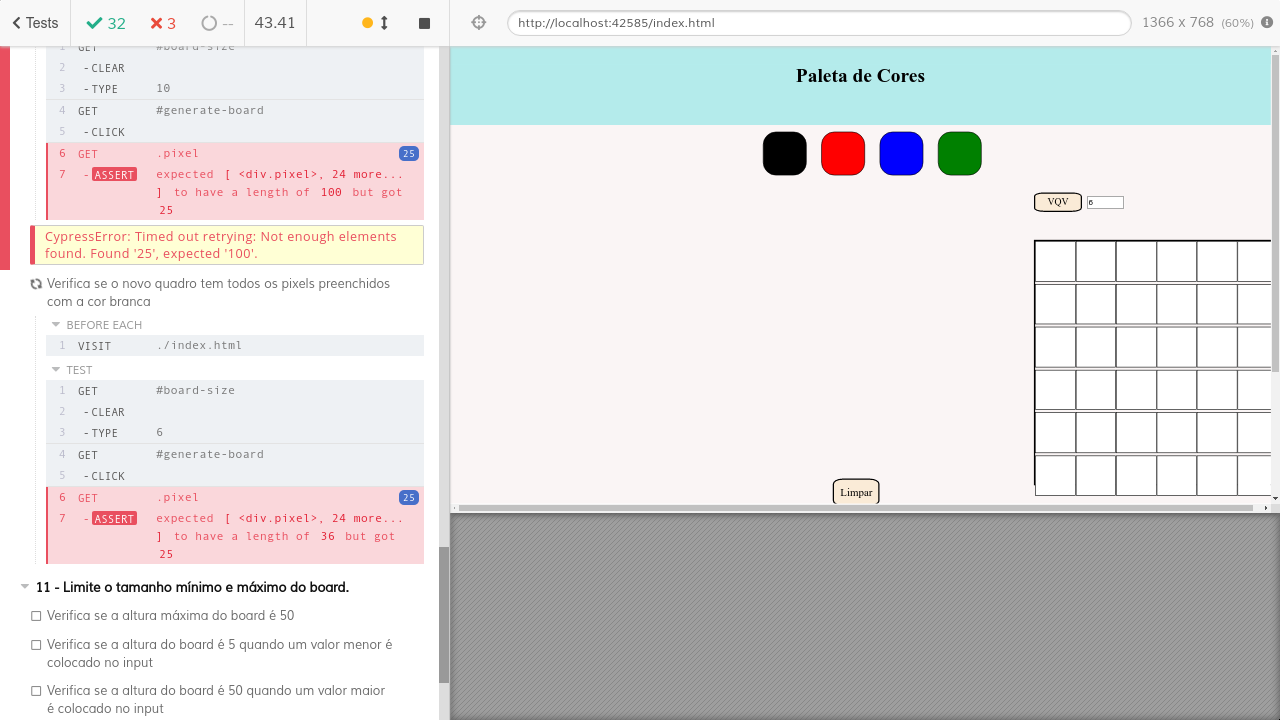 Tests
32
3
--
43.41
http://localhost:42585/index.html
1366 x 768 (60%)
1 GET #board-size
2 -CLEAR
3 -TYPE 10
4 GET #generate-board
5 -CLICK
6 GET .pixel 25
7 -ASSERT expected [ <div.pixel>, 24 more...
] to have a length of 100 but got
25
CypressError: Timed out retrying: Not enough elements
found. Found '25', expected '100'.
Verifica se o novo quadro tem todos os pixels preenchidos
com a cor branca
BEFORE EACH
1 VISIT ./index.html
TEST
1 GET #board-size
2 -CLEAR
3 -TYPE 6
4 GET #generate-board
5 -CLICK
6 GET .pixel 25
7 -ASSERT expected [ <div.pixel>, 24 more...
] to have a length of 36 but got
25
11 - Limite o tamanho mínimo e máximo do board.
Verifica se a altura máxima do board é 50
Verifica se a altura do board é 5 quando um valor menor é
colocado no input
Verifica se a altura do board é 50 quando um valor maior
é colocado no input
Paleta de Cores
VQV 6
Limpar